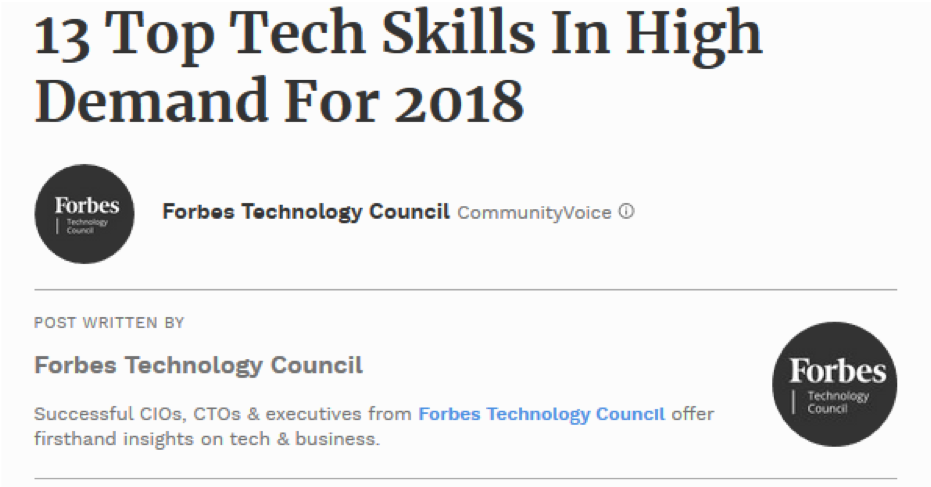 13 Top Tech Skills In High
Demand For 2018
Forbes
Technology
Council
Forbes Technology Council CommunityVoice
POST WRITTEN BY
Forbes Technology Council
Successful CIOs, CTOs & executives from Forbes Technology Council offer
firsthand insights on tech & business.
Forbes
Technology
Council